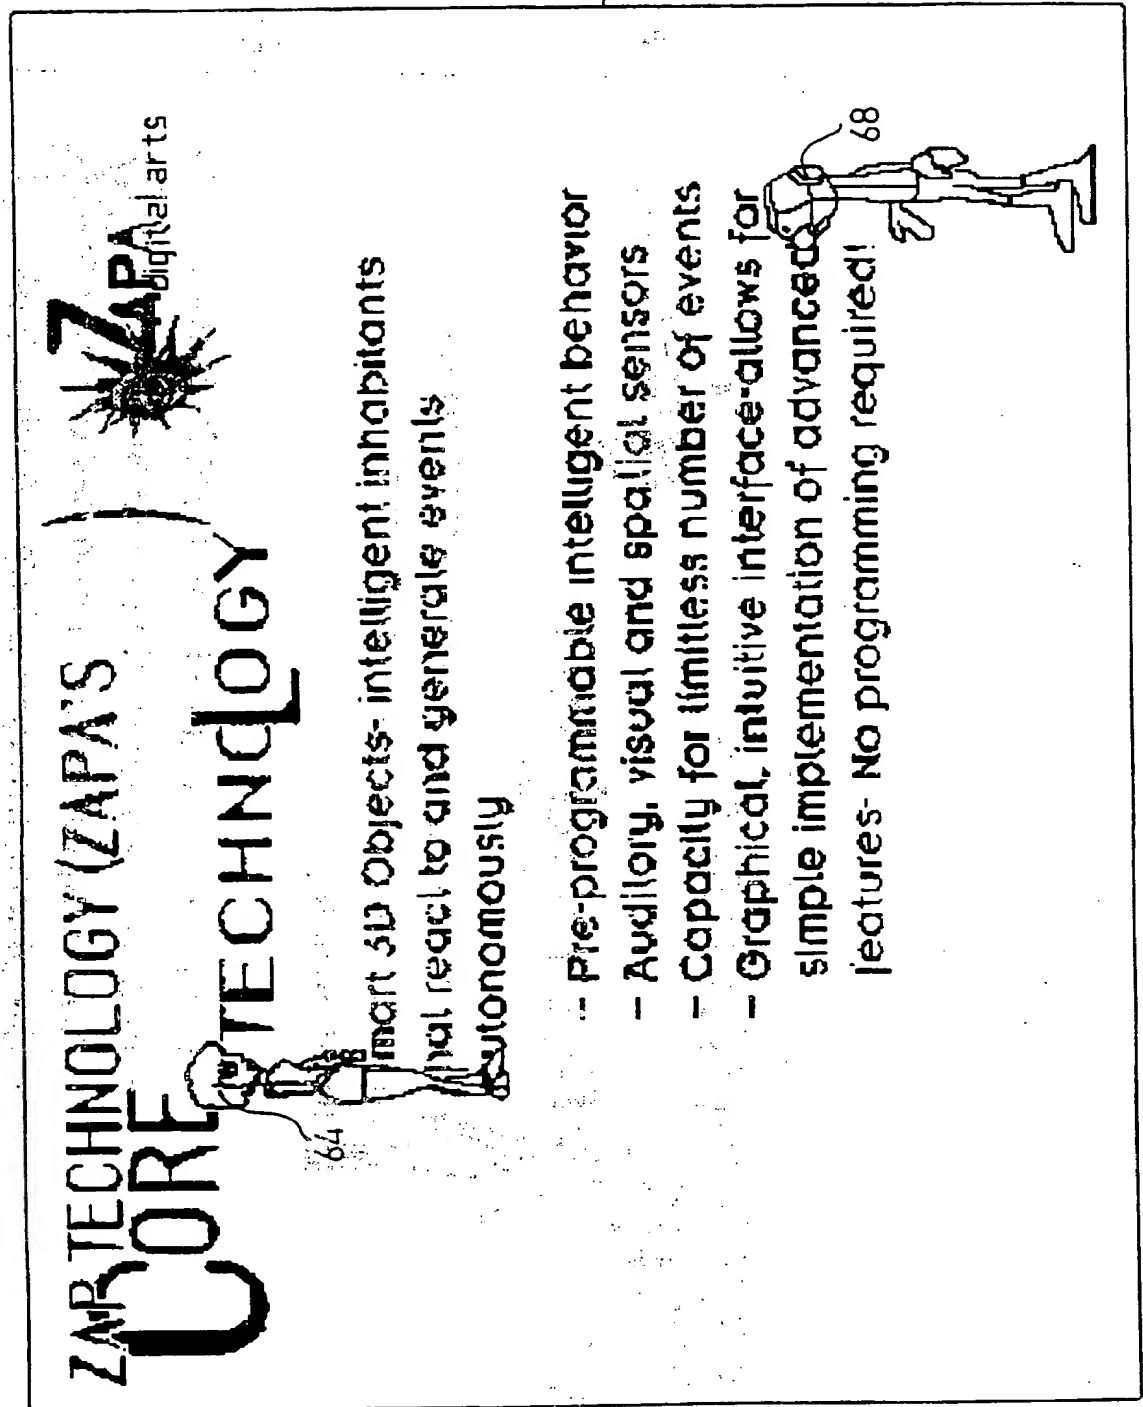 ZAP TECHNOLOGY (ZAPA'S )
CORE TECHNOLOGY
ZAPA
digital arts
mart 3D Objects- intelligent inhabitants
hat react to and generate events
utonomously
-- Pre-programmable intelligent behavior
- Auditory, visual and spatial sensors
- Capacity for limitless number of events
- Graphical, intuitive interface-allows for
simple implementation of advanced
features- No programming required!
64
68